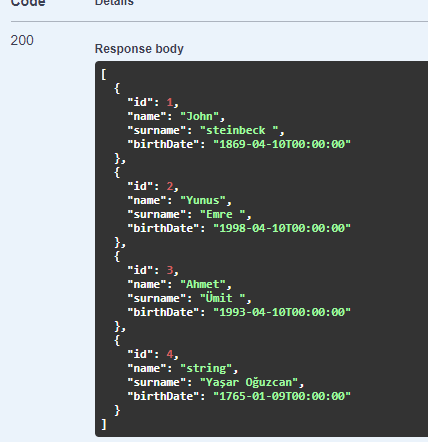 Code Details
200
Response body
[
  {
    "id": 1,
    "name": "John",
    "surname": "steinbeck ",
    "birthDate": "1869-04-10T00:00:00"
  },
  {
    "id": 2,
    "name": "Yunus",
    "surname": "Emre ",
    "birthDate": "1998-04-10T00:00:00"
  },
  {
    "id": 3,
    "name": "Ahmet",
    "surname": "Ümit ",
    "birthDate": "1993-04-10T00:00:00"
  },
  {
    "id": 4,
    "name": "string",
    "surname": "Yaşar Oğuzcan",
    "birthDate": "1765-01-09T00:00:00"
  }
]